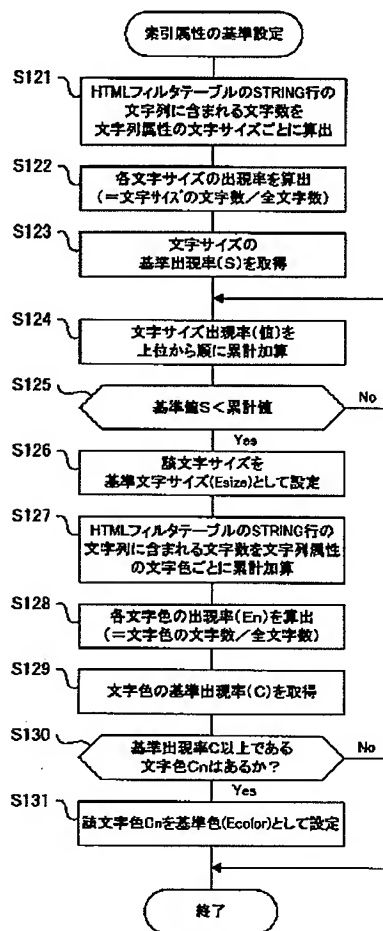 索引属性の基準設定
S121
HTMLフィルタテーブルのSTRING行の
文字列に含まれる文字数を
文字列属性の文字サイズごとに算出
S122
各文字サイズの出現率を算出
(=文字サイズの文字数/全文字数)
S123
文字サイズの
基準出現率(S)を取得
S124
文字サイズ出現率(値)を
上位から順に累計加算
S125
基準値S<累計値
No
Yes
S126
該文字サイズを
基準文字サイズ(Esize)として設定
S127
HTMLフィルタテーブルのSTRING行の
文字列に含まれる文字数を文字列属性
の文字色ごとに累計加算
S128
各文字色の出現率(En)を算出
(=文字色の文字数/全文字数)
S129
文字色の基準出現率(C)を取得
S130
基準出現率C以上である
文字色Cnはあるか?
No
Yes
S131
該文字色Cnを基準色(Ecolor)として設定
終了